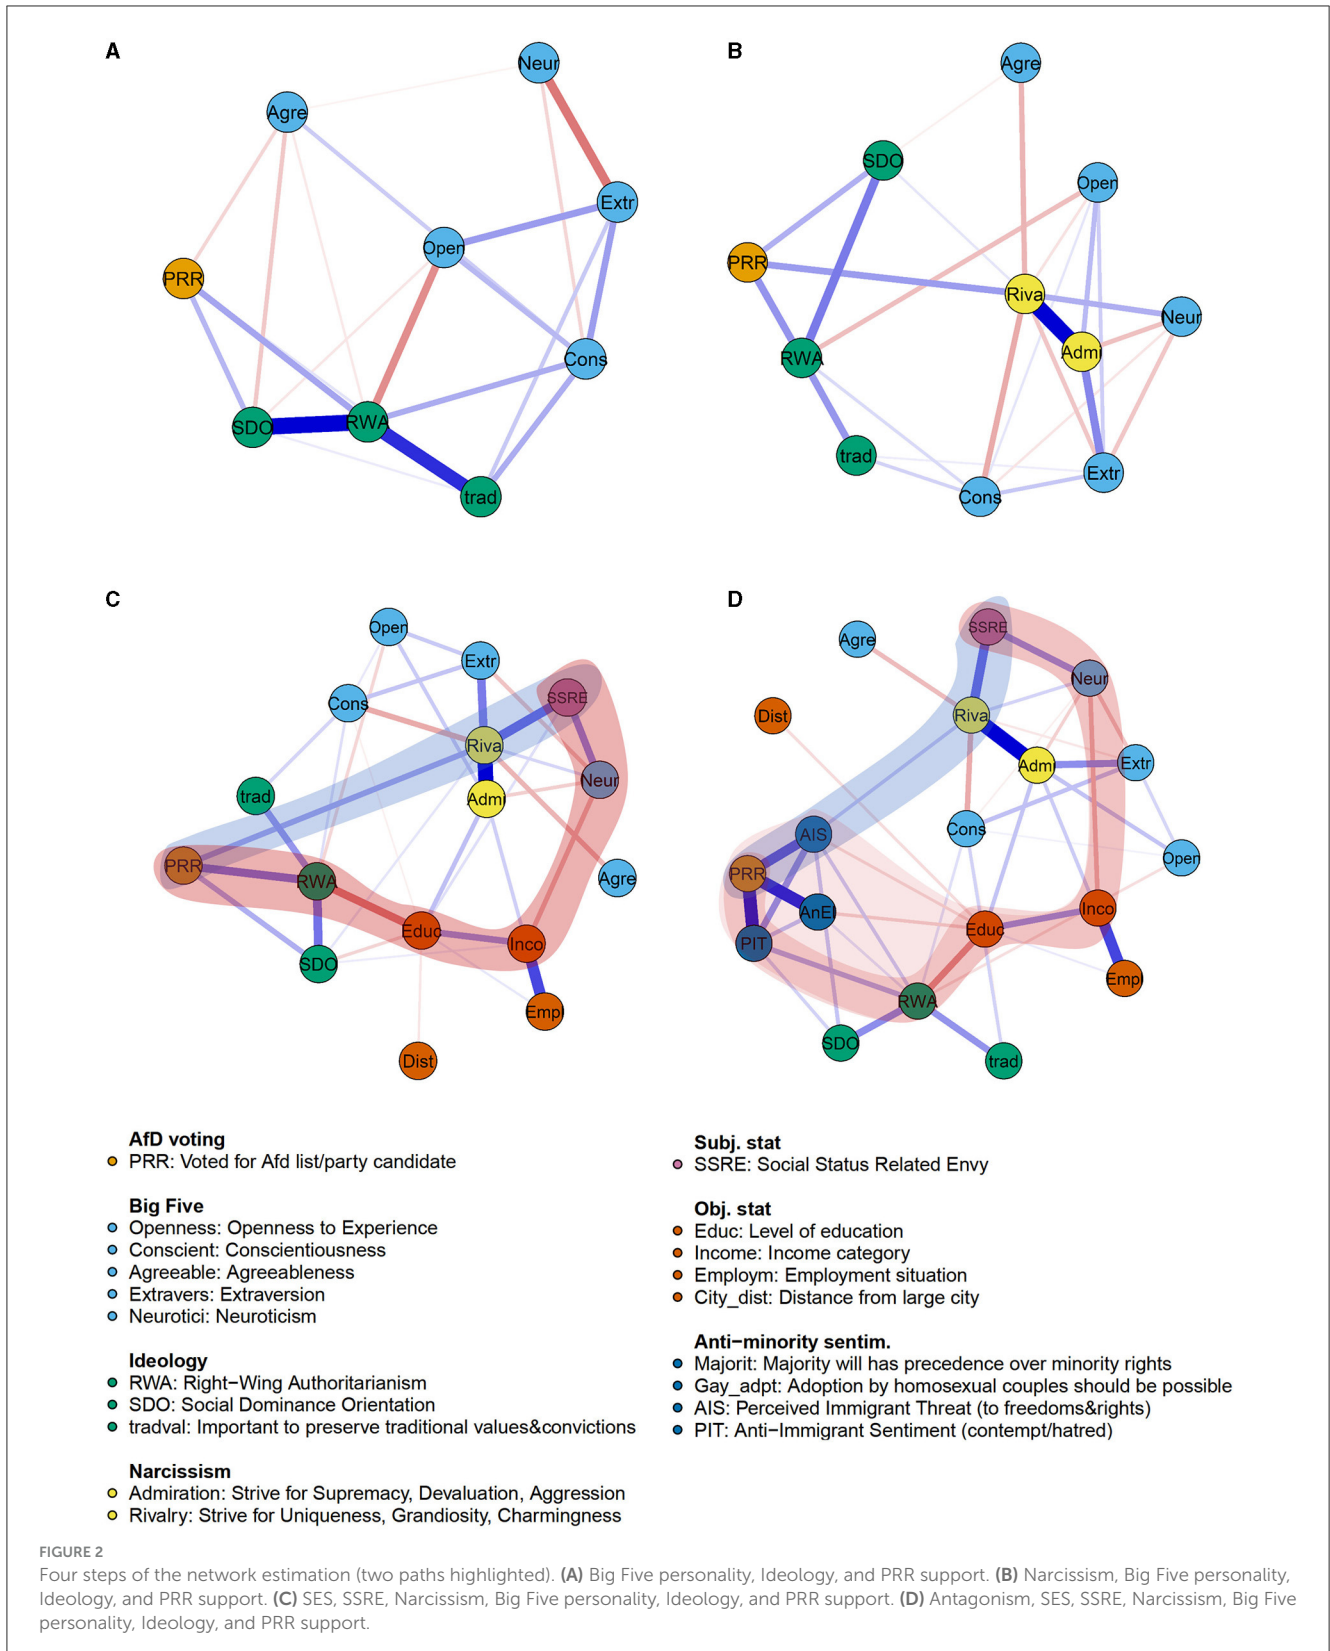 A
Neur
Agre
Extr
Open
PRR
Cons
SDO
RWA
trad
B
Agre
SDO
Open
PRR
Riva
Neur
Admi
RWA
trad
Extr
Cons
C
Open
Extr
SSRE
Cons
Riva
Neur
trad
Admi
PRR
RWA
Agre
Educ
Inco
SDO
Empl
Dist
D
SSRE
Agre
Neur
Dist
Riva
Admi
Extr
AIS
Cons
Open
PRR
AnEl
Inco
PIT
Educ
Empl
RWA
SDO
trad
AfD voting
PRR: Voted for Afd list/party candidate
Big Five
Openness: Openness to Experience
Conscient: Conscientiousness
Agreeable: Agreeableness
Extravers: Extraversion
Neurotici: Neuroticism
Ideology
RWA: Right−Wing Authoritarianism
SDO: Social Dominance Orientation
tradval: Important to preserve traditional values&convictions
Narcissism
Admiration: Strive for Supremacy, Devaluation, Aggression
Rivalry: Strive for Uniqueness, Grandiosity, Charmingness
Subj. stat
SSRE: Social Status Related Envy
Obj. stat
Educ: Level of education
Income: Income category
Employm: Employment situation
City_dist: Distance from large city
Anti−minority sentim.
Majorit: Majority will has precedence over minority rights
Gay_adpt: Adoption by homosexual couples should be possible
AIS: Perceived Immigrant Threat (to freedoms&rights)
PIT: Anti−Immigrant Sentiment (contempt/hatred)
FIGURE 2
Four steps of the network estimation (two paths highlighted). (A) Big Five personality, Ideology, and PRR support. (B) Narcissism, Big Five personality,
Ideology, and PRR support. (C) SES, SSRE, Narcissism, Big Five personality, Ideology, and PRR support. (D) Antagonism, SES, SSRE, Narcissism, Big Five
personality, Ideology, and PRR support.